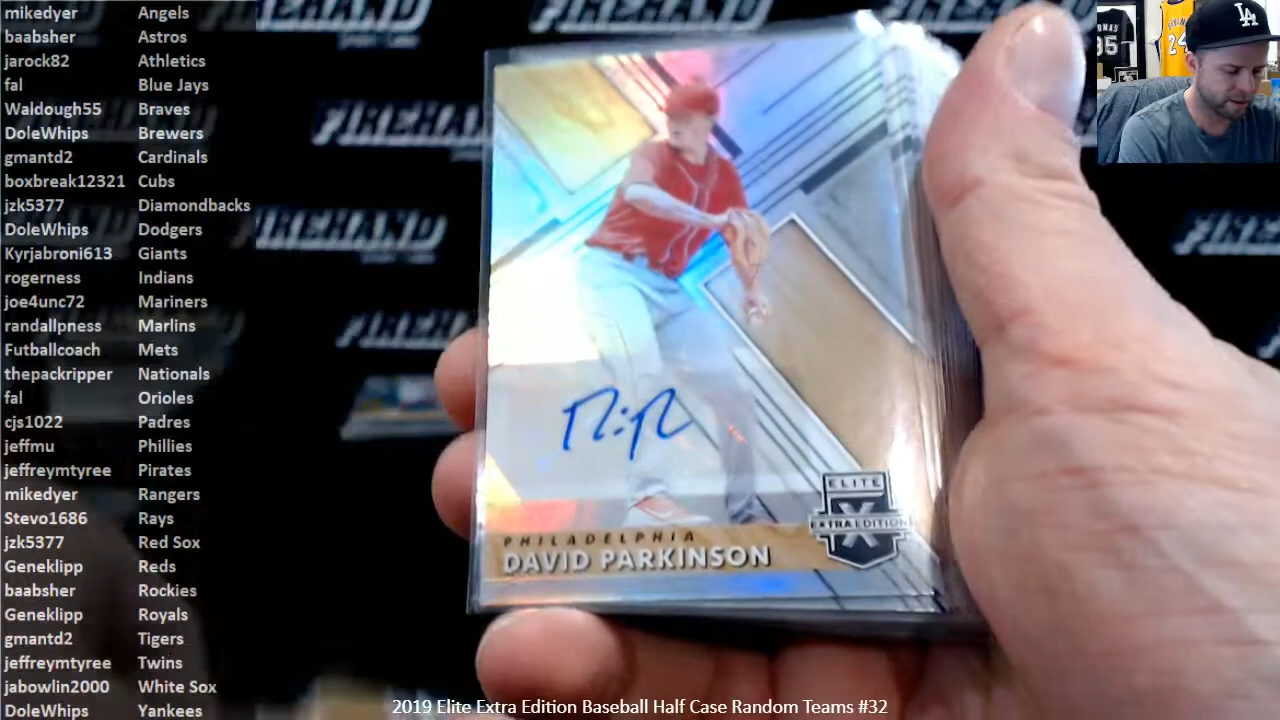 mikedyer Angels
baabsher Astros
jarock82 Athletics
fal Blue Jays
Waldough55 Braves
DoleWhips Brewers
gmantd2 Cardinals
boxbreak12321 Cubs
jzk5377 Diamondbacks
DoleWhips Dodgers
Kyrjabroni613 Giants
rogerness Indians
joe4unc72 Mariners
randallpness Marlins
Futballcoach Mets
thepackripper Nationals
fal Orioles
cjs1022 Padres
jeffmu Phillies
jeffreymtyree Pirates
mikedyer Rangers
Stevo1686 Rays
jzk5377 Red Sox
Geneklipp Reds
baabsher Rockies
Geneklipp Royals
gmantd2 Tigers
jeffreymtyree Twins
jabowlin2000 White Sox
DoleWhips Yankees
FIREHAND
FIREHAND
FIREHAND
ELITE
X
EXTRA EDITION
PHILADELPHIA
DAVID PARKINSON
LA
24
2019 Elite Extra Edition Baseball Half Case Random Teams #32